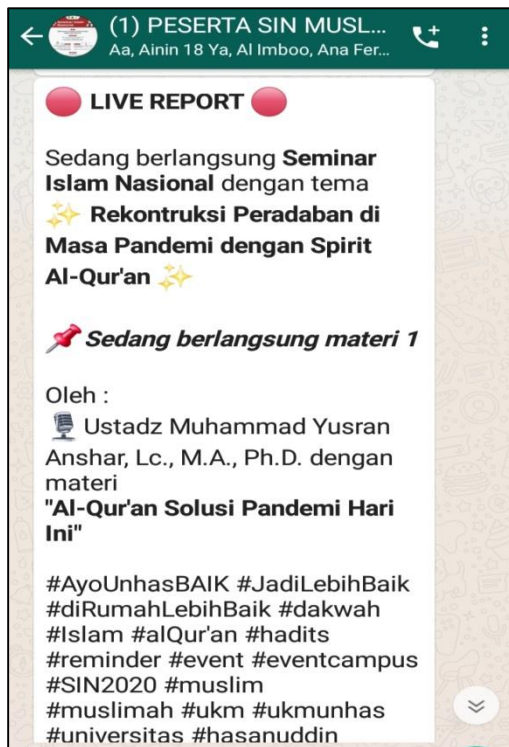 (1) PESERTA SIN MUSL...
Aa, Ainin 18 Ya, Al Imboo, Ana Fer...
🔴 LIVE REPORT 🔴
Sedang berlangsung Seminar
Islam Nasional dengan tema
✨ Rekontruksi Peradaban di
Masa Pandemi dengan Spirit
Al-Qur'an ✨
📌 Sedang berlangsung materi 1
Oleh :
🎙 Ustadz Muhammad Yusran
Anshar, Lc., M.A., Ph.D. dengan
materi
"Al-Qur'an Solusi Pandemi Hari
Ini"
#AyoUnhasBAIK #JadiLebihBaik
#diRumahLebihBaik #dakwah
#Islam #alQur'an #hadits
#reminder #event #eventcampus
#SIN2020 #muslim
#muslimah #ukm #ukmunhas
#universitas #hasanuddin